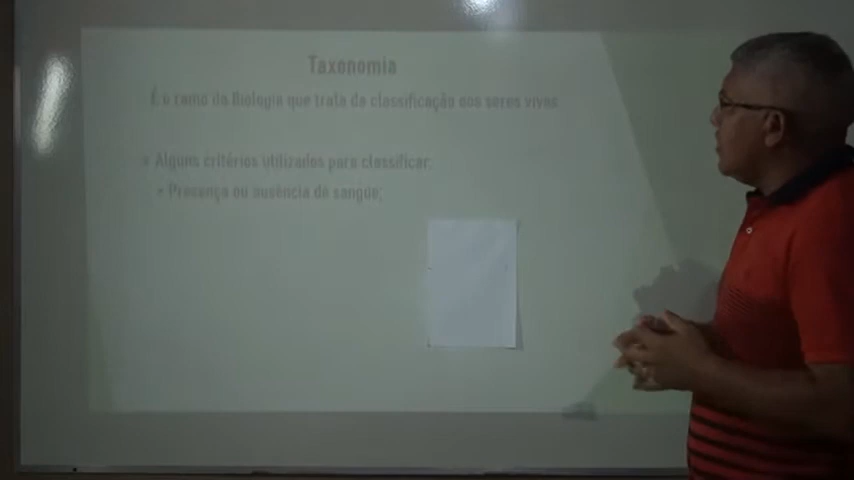 Taxonomia
É o ramo da Biologia que trata da classificação dos seres vivos
Alguns critérios utilizados para classificar:
Presença ou ausência de sangue;